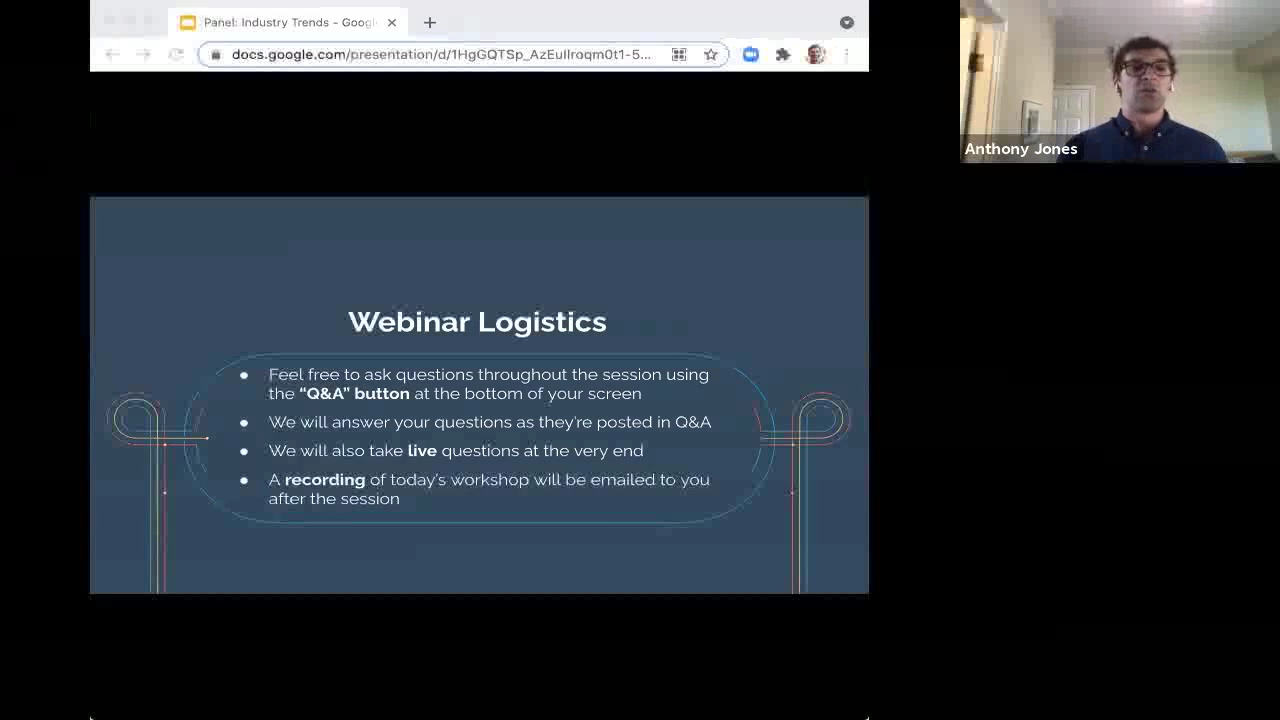 Panel: Industry Trends - Googl
docs.google.com/presentation/d/1HgGQTSp_AzEuIlroqm0t1-5...
Anthony Jones
Webinar Logistics
● Feel free to ask questions throughout the session using
the “Q&A” button at the bottom of your screen
● We will answer your questions as they're posted in Q&A
● We will also take live questions at the very end
● A recording of today's workshop will be emailed to you
after the session